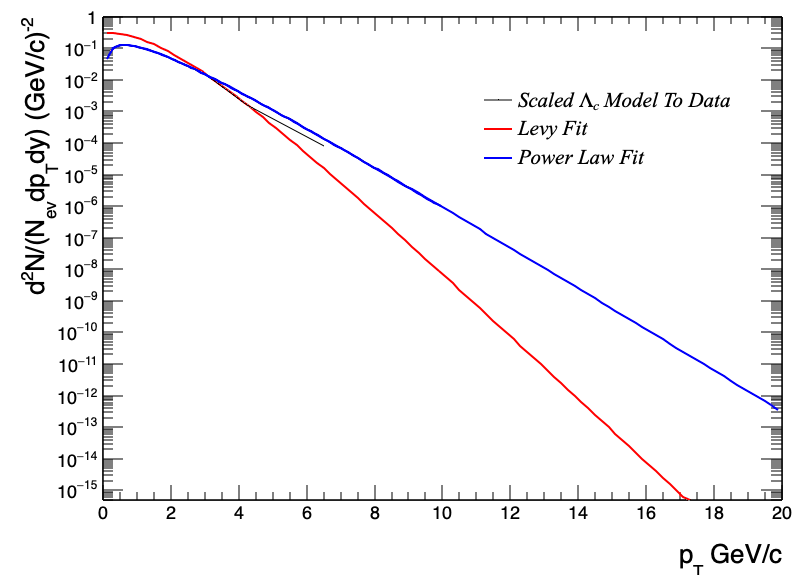 d²N/(N_ev dp_T dy) (GeV/c)⁻²
1
10⁻¹
10⁻²
10⁻³
10⁻⁴
10⁻⁵
10⁻⁶
10⁻⁷
10⁻⁸
10⁻⁹
10⁻¹⁰
10⁻¹¹
10⁻¹²
10⁻¹³
10⁻¹⁴
10⁻¹⁵
Scaled Λ_c Model To Data
Levy Fit
Power Law Fit
0 2 4 6 8 10 12 14 16 18 20
p_T GeV/c